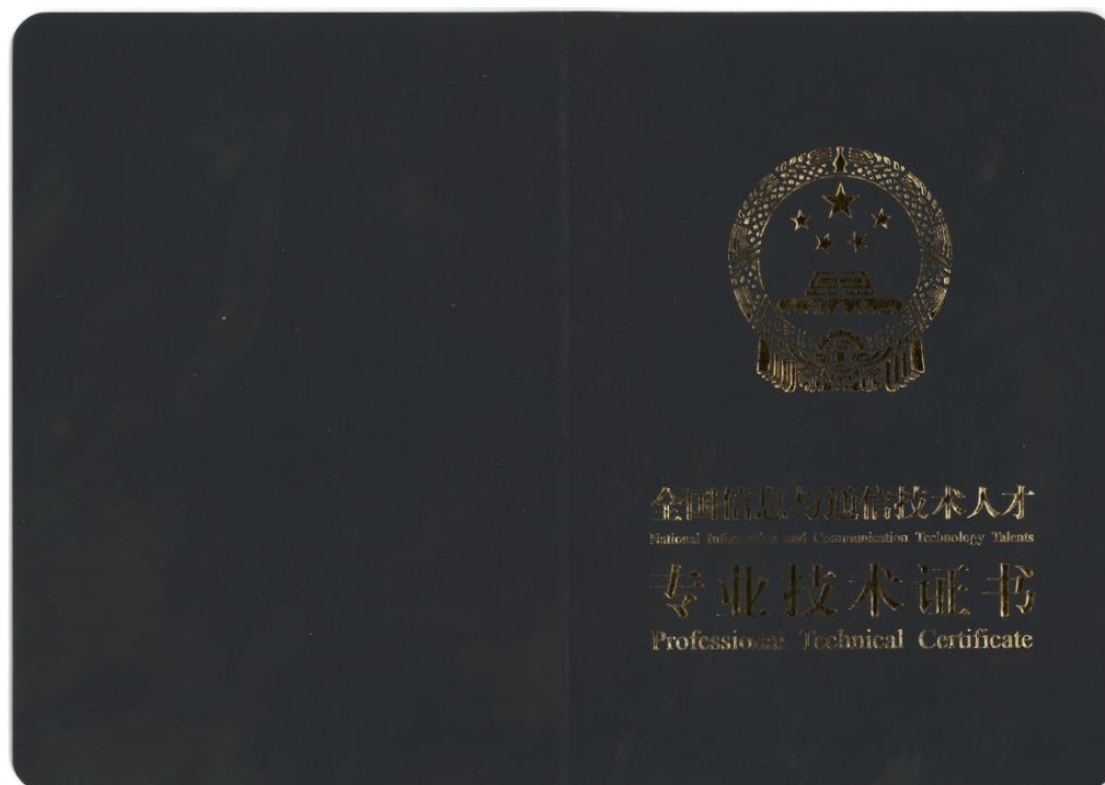 全国信息与通信技术人才
National Information and Communication Technology Talents
专业技术证书
Professional Technical Certificate